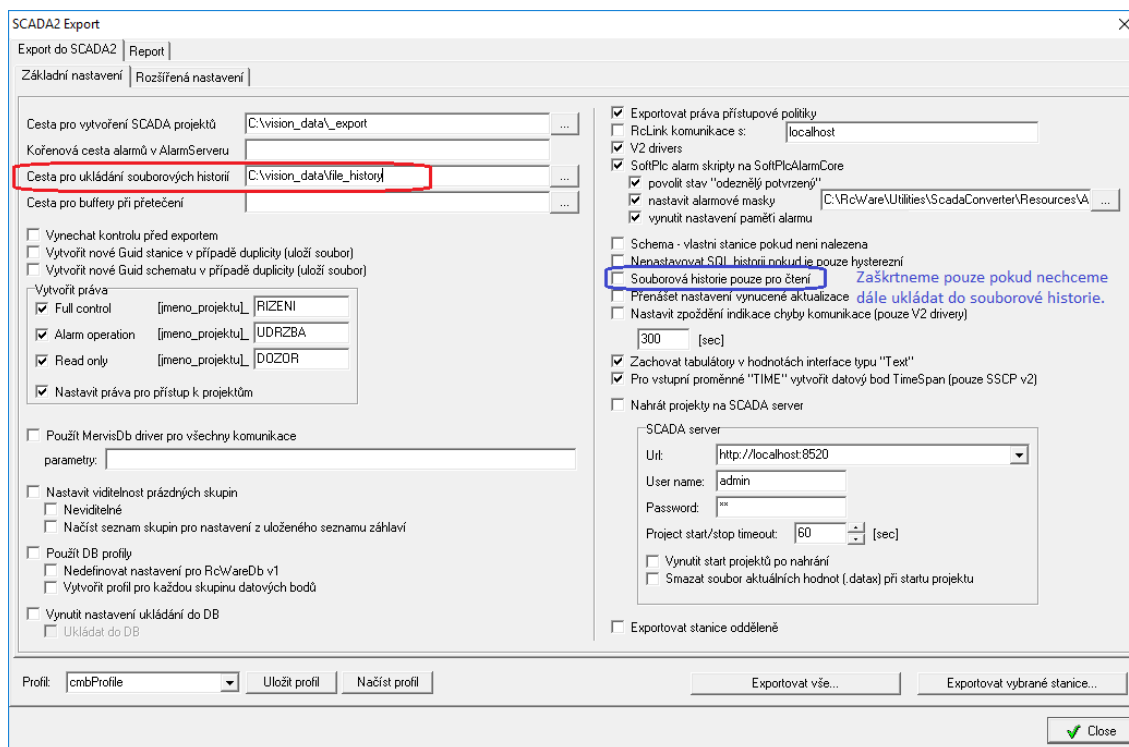 SCADA2 Export
Export do SCADA2 Report
Základní nastavení Rozšířená nastavení
Cesta pro vytvoření SCADA projektů C:\vision_data\_export ...
Kořenová cesta alarmů v AlarmServeru
Cesta pro ukládání souborových historií C:\vision_data\file_history ...
Cesta pro buffery při přetečení ...
Vynechat kontrolu před exportem
Vytvořit nové Guid stanice v případě duplicity (uloží soubor)
Vytvořit nové Guid schematu v případě duplicity (uloží soubor)
Vytvořit práva
Full control [jmeno_projektu]_ RIZENI
Alarm operation [jmeno_projektu]_ UDRZBA
Read only [jmeno_projektu]_ DOZOR
Nastavit práva pro přístup k projektům
Použít MervisDb driver pro všechny komunikace
parametry:
Nastavit viditelnost prázdných skupin
Neviditelné
Načíst seznam skupin pro nastavení z uloženého seznamu záhlaví
Použít DB profily
Nedefinovat nastavení pro RcWareDb v1
Vytvořit profil pro každou skupinu datových bodů
Vynutit nastavení ukládání do DB
Ukládat do DB
Exportovat práva přístupové politiky
RcLink komunikace s: localhost
V2 drivers
SoftPlc alarm skripty na SoftPlcAlarmCore
povolit stav "odeznělý potvrzený"
nastavit alarmové masky C:\RcWare\Utilities\ScadaConverter\Resources\A ...
vynutit nastavení paměťi alarmu
Schema - vlastni stanice pokud neni nalezena
Nenastavovat SQL historii pokud je pouze hysterezní
Souborová historie pouze pro čtení Zaškrtneme pouze pokud nechceme
Přenášet nastavení vynucené aktualizace dále ukládat do souborové historie.
Nastavit zpoždění indikace chyby komunikace (pouze V2 drivery)
300 [sec]
Zachovat tabulátory v hodnotách interface typu "Text"
Pro vstupní proměnné "TIME" vytvořit datový bod TimeSpan (pouze SSCP v2)
Nahrát projekty na SCADA server
SCADA server
Url: http://localhost:8520
User name: admin
Password: **
Project start/stop timeout: 60 [sec]
Vynutit start projektů po nahrání
Smazat soubor aktuálních hodnot (.datax) při startu projektu
Exportovat stanice odděleně
Profil: cmbProfile Uložit profil Načíst profil Exportovat vše... Exportovat vybrané stanice...
Close